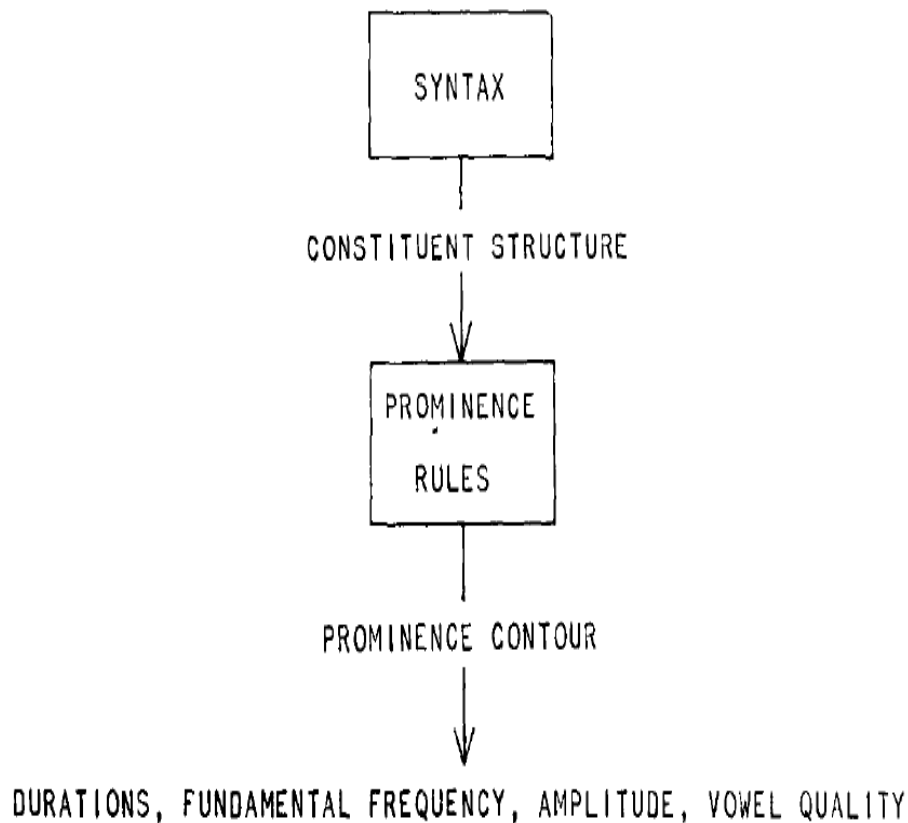 SYNTAX
CONSTITUENT STRUCTURE
PROMINENCE
RULES
PROMINENCE CONTOUR
DURATIONS, FUNDAMENTAL FREQUENCY, AMPLITUDE, VOWEL QUALITY